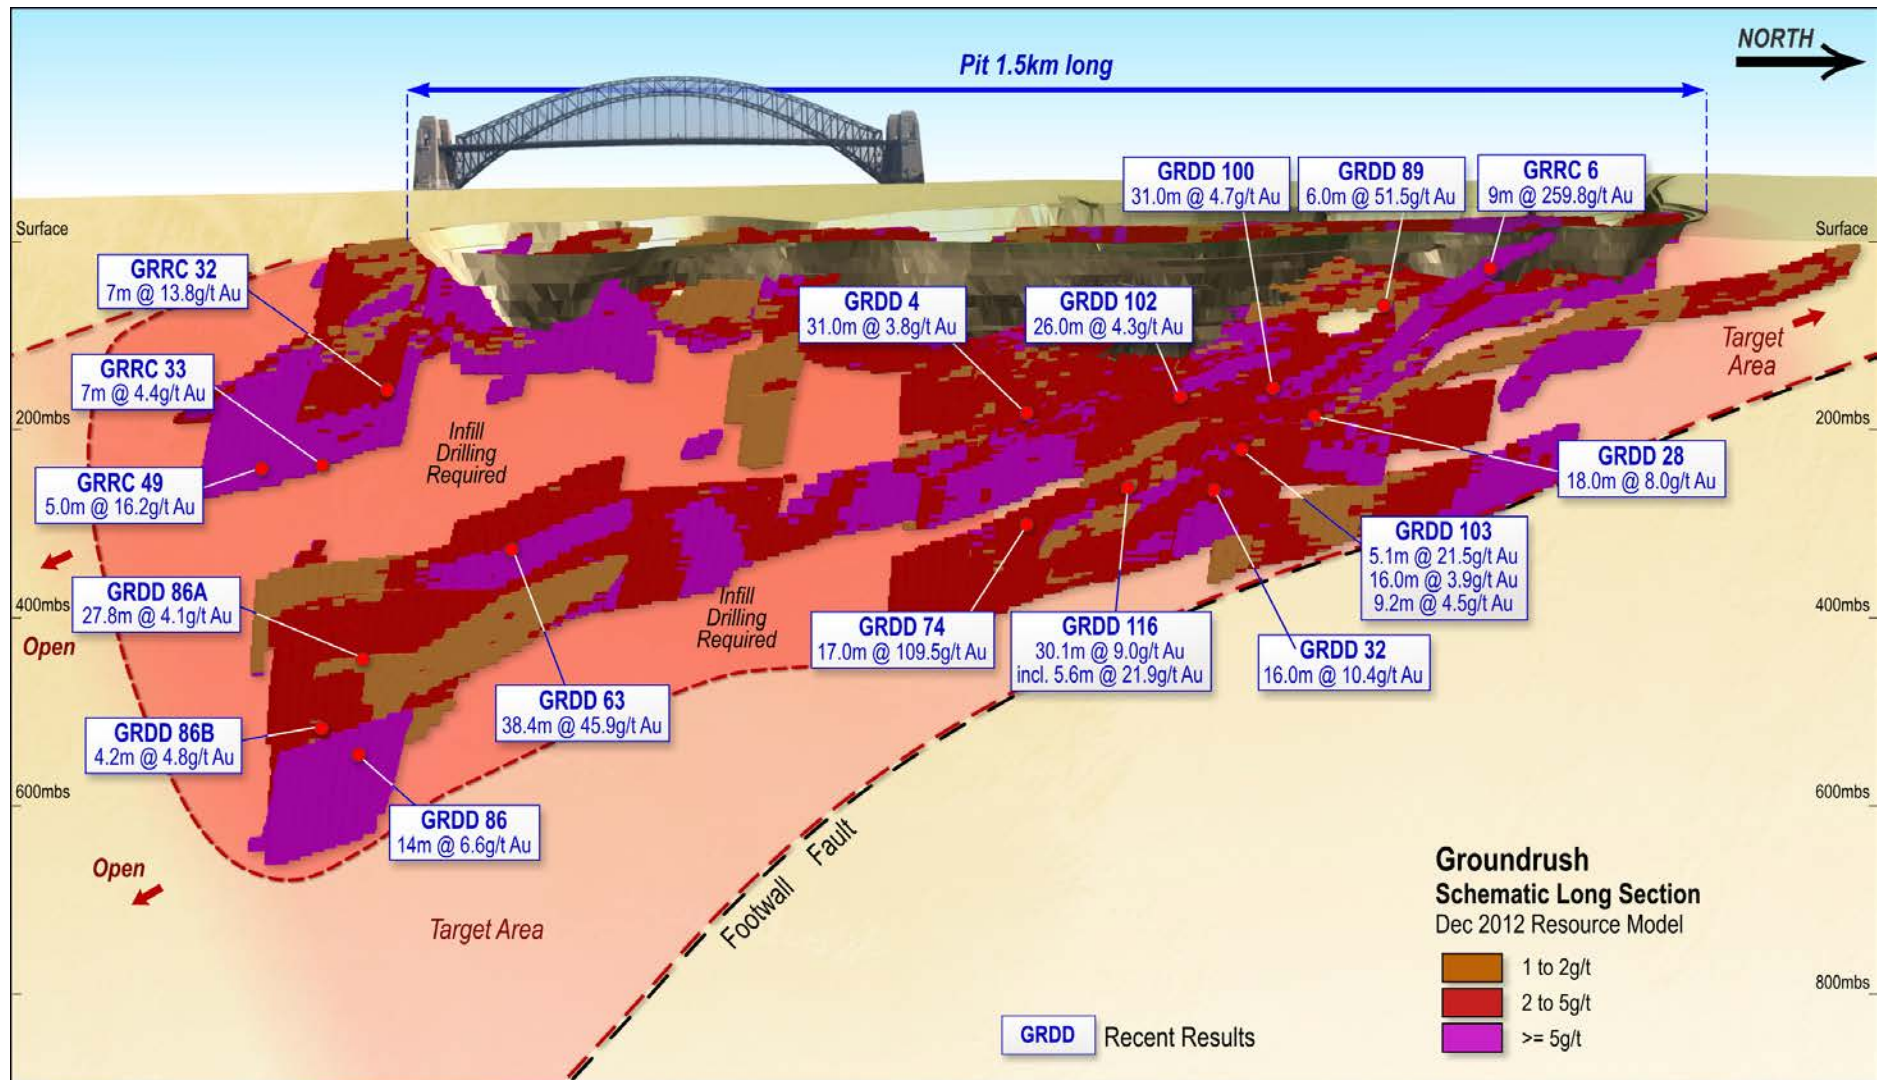 NORTH
Pit 1.5km long
GRDD 100
31.0m @ 4.7g/t Au
GRDD 89
6.0m @ 51.5g/t Au
GRRC 6
9m @ 259.8g/t Au
Surface
Surface
GRRC 32
7m @ 13.8g/t Au
GRDD 4
31.0m @ 3.8g/t Au
GRDD 102
26.0m @ 4.3g/t Au
Target
Area
GRRC 33
7m @ 4.4g/t Au
200mbs
200mbs
Infill
Drilling
Required
GRRC 49
5.0m @ 16.2g/t Au
GRDD 28
18.0m @ 8.0g/t Au
GRDD 103
5.1m @ 21.5g/t Au
16.0m @ 3.9g/t Au
9.2m @ 4.5g/t Au
GRDD 86A
27.8m @ 4.1g/t Au
400mbs
400mbs
Open
Infill
Drilling
Required
GRDD 74
17.0m @ 109.5g/t Au
GRDD 116
30.1m @ 9.0g/t Au
incl. 5.6m @ 21.9g/t Au
GRDD 32
16.0m @ 10.4g/t Au
GRDD 63
38.4m @ 45.9g/t Au
GRDD 86B
4.2m @ 4.8g/t Au
600mbs
600mbs
GRDD 86
14m @ 6.6g/t Au
Open
Target Area
Footwall Fault
Groundrush
Schematic Long Section
Dec 2012 Resource Model
1 to 2g/t
2 to 5g/t
>= 5g/t
800mbs
GRDD Recent Results